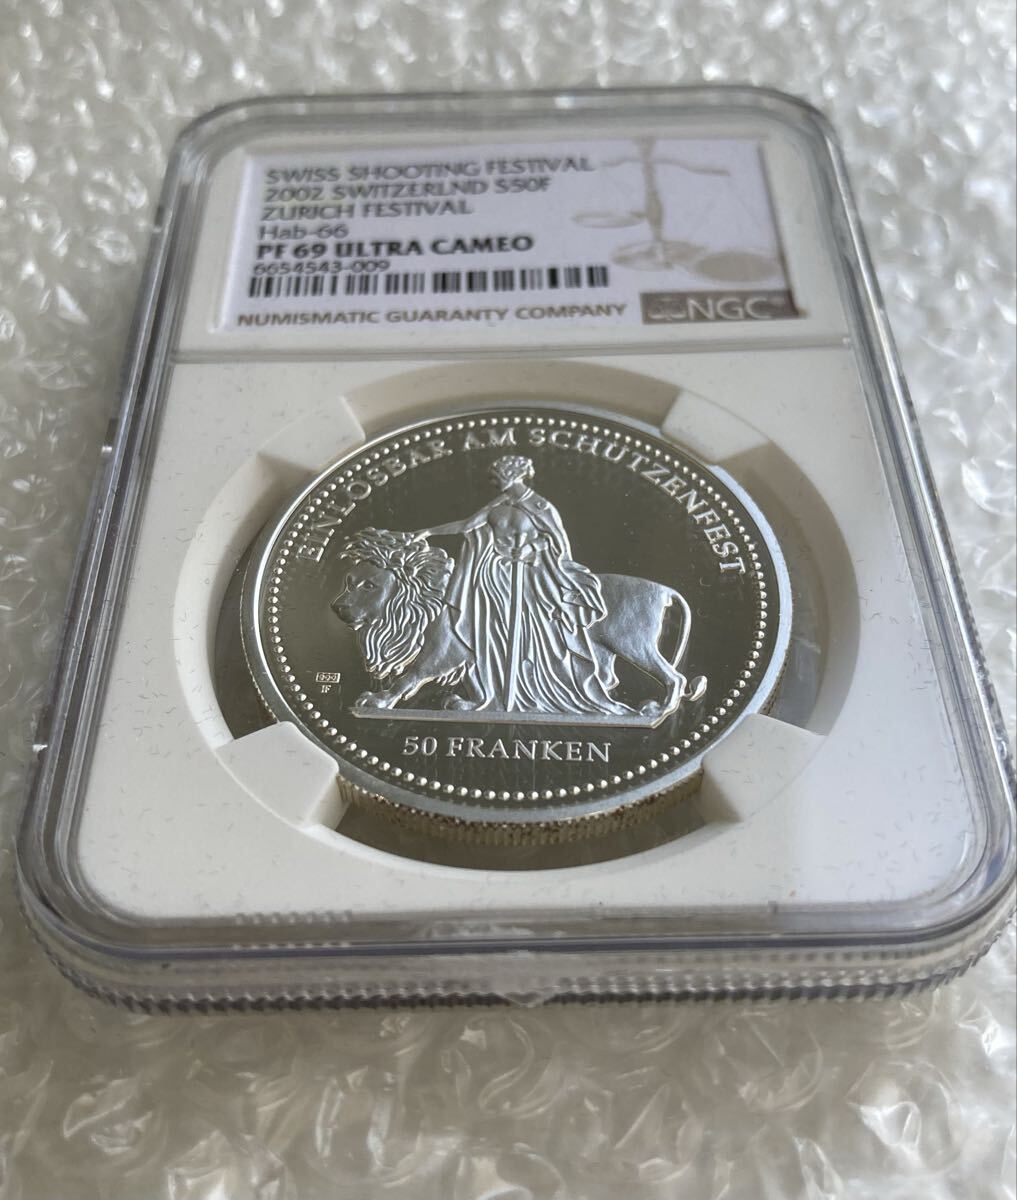 SWISS SHOOTING FESTIVAL
2002 SWITZERLND S50F
ZURICH FESTIVAL
Hab-66
PF 69 ULTRA CAMEO
6654543-009
NUMISMATIC GUARANTY COMPANY
NGC
EINLÖSBAR AM SCHÜTZENFEST
999
IF
50 FRANKEN